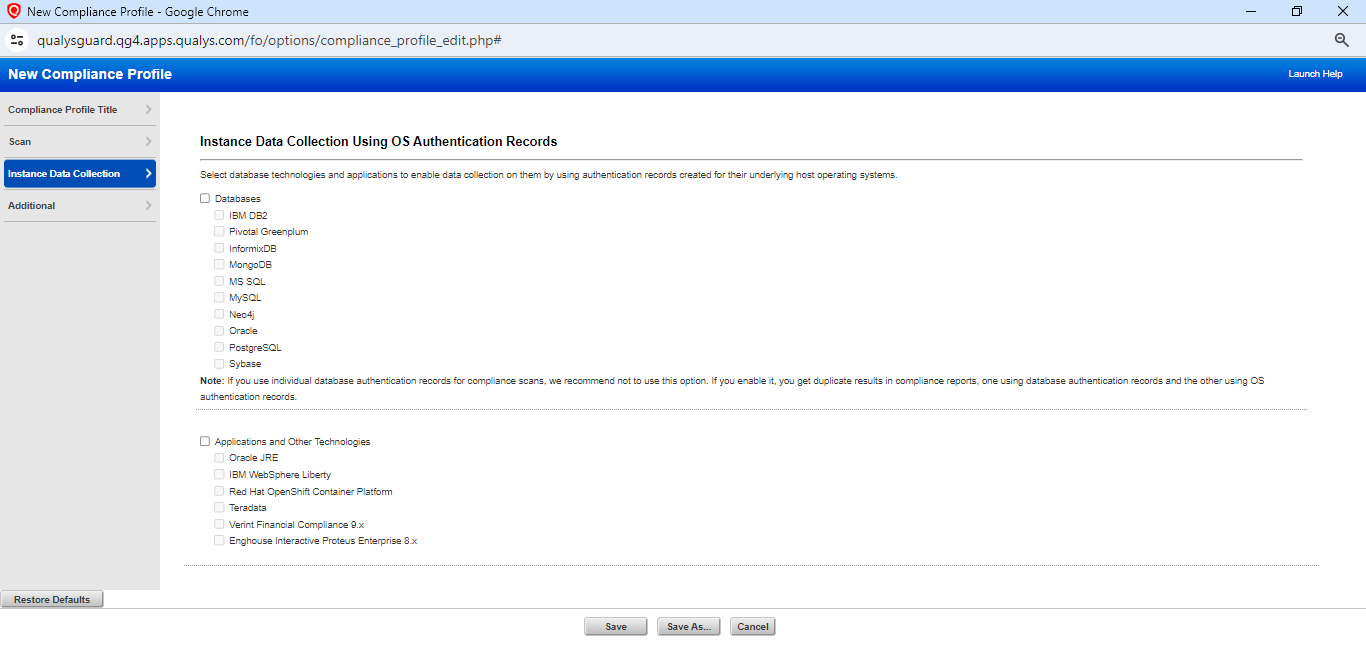 New Compliance Profile - Google Chrome
qualysguard.qg4.apps.qualys.com/fo/options/compliance_profile_edit.php#
New Compliance Profile
Launch Help
Compliance Profile Title
Scan
Instance Data Collection
Additional
Instance Data Collection Using OS Authentication Records
Select database technologies and applications to enable data collection on them by using authentication records created for their underlying host operating systems.
Databases
IBM DB2
Pivotal Greenplum
InformixDB
MongoDB
MS SQL
MySQL
Neo4j
Oracle
PostgreSQL
Sybase
Note: If you use individual database authentication records for compliance scans, we recommend not to use this option. If you enable it, you get duplicate results in compliance reports, one using database authentication records and the other using OS
authentication records.
Applications and Other Technologies
Oracle JRE
IBM WebSphere Liberty
Red Hat OpenShift Container Platform
Teradata
Verint Financial Compliance 9.x
Enghouse Interactive Proteus Enterprise 8.x
Restore Defaults
Save
Save As...
Cancel